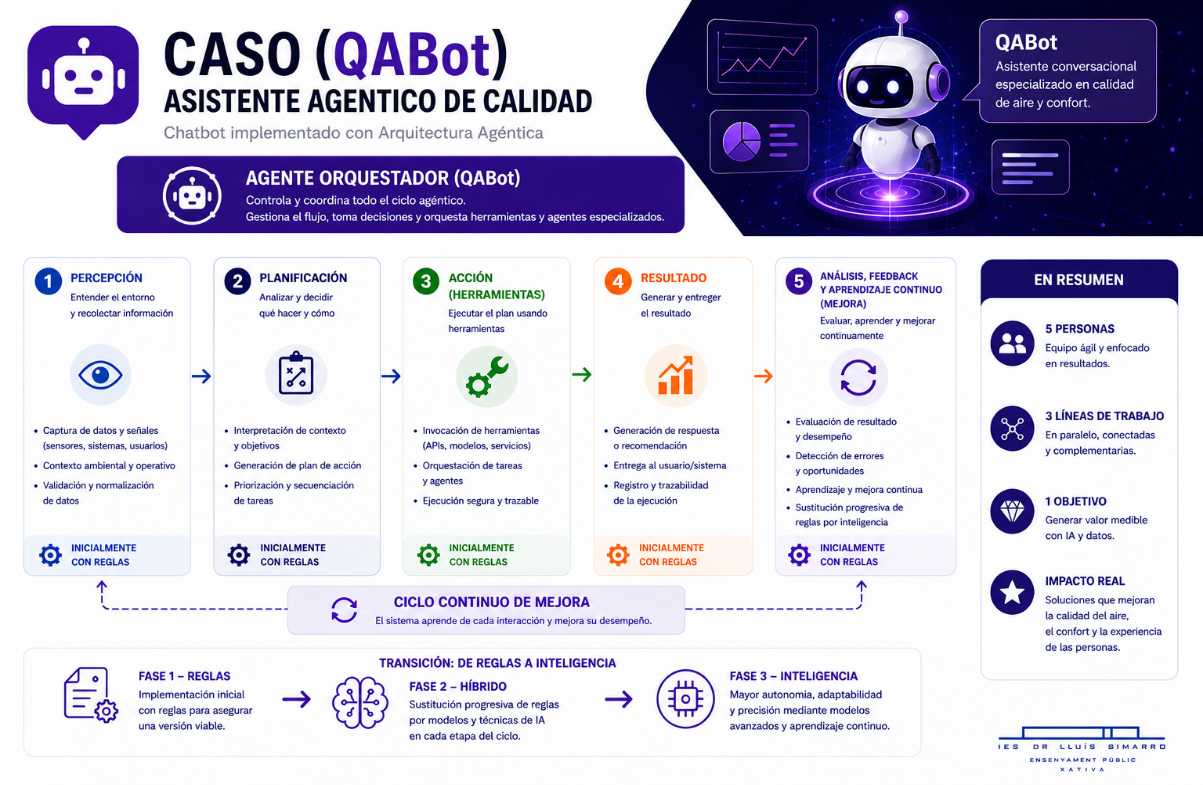 CASO (QABot)
ASISTENTE AGENTICO DE CALIDAD
Chatbot implementado con Arquitectura Agéntica
QABot
Asistente conversacional
especializado en calidad
de aire y confort.
AGENTE ORQUESTADOR (QABot)
Controla y coordina todo el ciclo agéntico.
Gestiona el flujo, toma decisiones y orquesta herramientas y agentes especializados.
1 PERCEPCIÓN
Entender el entorno
y recolectar información
• Captura de datos y señales
(sensores, sistemas, usuarios)
• Contexto ambiental y operativo
• Validación y normalización
de datos
INICIALMENTE
CON REGLAS
2 PLANIFICACIÓN
Analizar y decidir
qué hacer y cómo
• Interpretación de contexto
y objetivos
• Generación de plan de acción
• Priorización y secuenciación
de tareas
INICIALMENTE
CON REGLAS
3 ACCIÓN
(HERRAMIENTAS)
Ejecutar el plan usando
herramientas
• Invocación de herramientas
(APIs, modelos, servicios)
• Orquestación de tareas
y agentes
• Ejecución segura y trazable
INICIALMENTE
CON REGLAS
4 RESULTADO
Generar y entreger
el resultado
• Generación de respuesta
o recomendación
• Entrega al usuario/sistema
• Registro y trazabilidad
de la ejecución
INICIALMENTE
CON REGLAS
5 ANÁLISIS, FEEDBACK
Y APRENDIZAJE CONTINUO
(MEJORA)
Evaluar, aprender y mejorar
continuamente
• Evaluación de resultado
y desempeño
• Detección de errores
y oportunidades
• Aprendizaje y mejora continua
• Sustitución progresiva de
reglas por inteligencia
INICIALMENTE
CON REGLAS
CICLO CONTINUO DE MEJORA
El sistema aprende de cada interacción y mejora su desempeño.
TRANSICIÓN: DE REGLAS A INTELIGENCIA
FASE 1 – REGLAS
Implementación inicial
con reglas para asegurar
una versión viable.
FASE 2 – HÍBRIDO
Sustitución progresiva de reglas
por modelos y técnicas de IA
en cada etapa del ciclo.
FASE 3 – INTELIGENCIA
Mayor autonomía, adaptabilidad
y precisión mediante modelos
avanzados y aprendizaje continuo.
EN RESUMEN
5 PERSONAS
Equipo ágil y enfocado
en resultados.
3 LÍNEAS DE TRABAJO
En paralelo, conectadas
y complementarias.
1 OBJETIVO
Generar valor medible
con IA y datos.
IMPACTO REAL
Soluciones que mejoran
la calidad del aire,
el confort y la experiencia
de las personas.
IES DR LLUÍS SIMARRO
ENSENYAMENT PÚBLIC
XATIVA